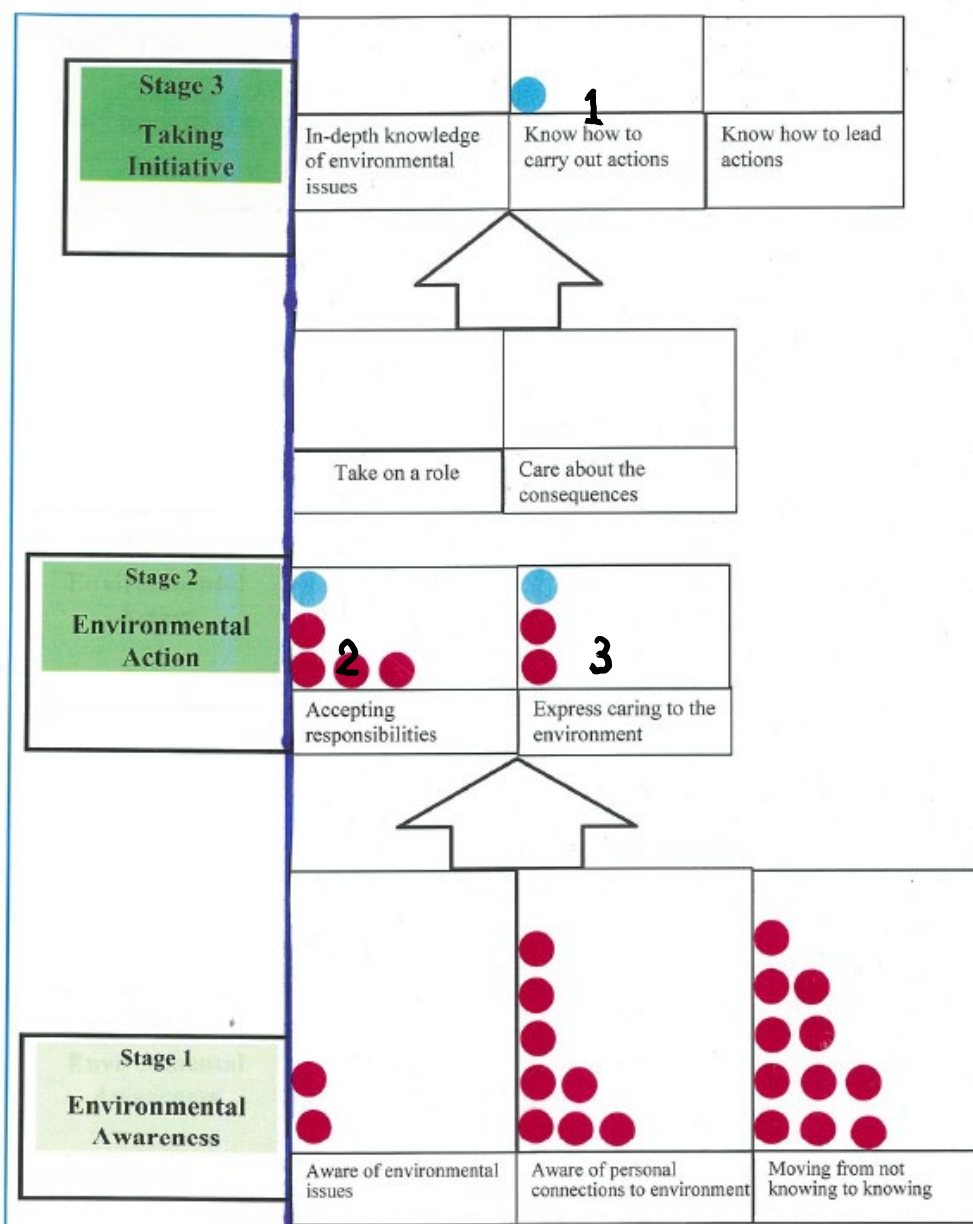 Stage 3
Taking
Initiative
1
In-depth knowledge
of environmental
issues
Know how to
carry out actions
Know how to lead
actions
Take on a role
Care about the
consequences
Stage 2
Environmental
Action
2
3
Accepting
responsibilities
Express caring to the
environment
Stage 1
Environmental
Awareness
Aware of environmental
issues
Aware of personal
connections to environment
Moving from not
knowing to knowing